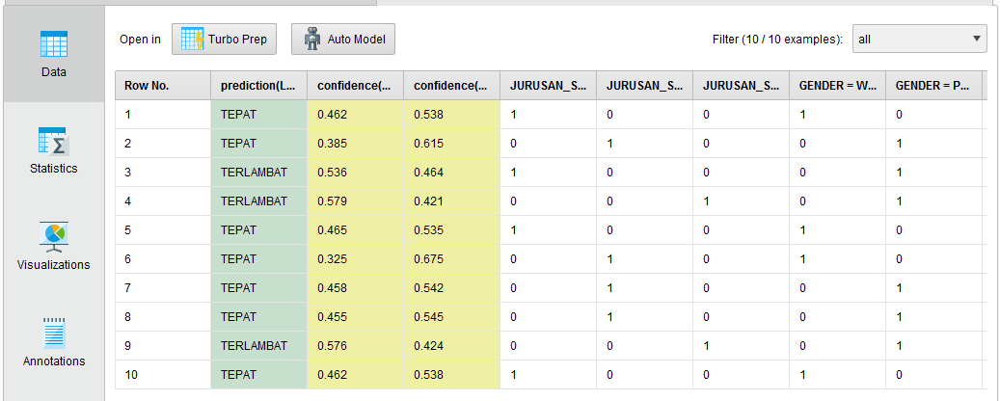 Open in Turbo Prep Auto Model Filter (10 / 10 examples): all
Data
Statistics
Visualizations
Annotations
Row No. prediction(L... confidence(... confidence(... JURUSAN_S... JURUSAN_S... JURUSAN_S... GENDER = W... GENDER = P...
1 TEPAT 0.462 0.538 1 0 0 1 0
2 TEPAT 0.385 0.615 0 1 0 0 1
3 TERLAMBAT 0.536 0.464 1 0 0 0 1
4 TERLAMBAT 0.579 0.421 0 0 1 0 1
5 TEPAT 0.465 0.535 1 0 0 1 0
6 TEPAT 0.325 0.675 0 1 0 1 0
7 TEPAT 0.458 0.542 0 1 0 0 1
8 TEPAT 0.455 0.545 0 1 0 0 1
9 TERLAMBAT 0.576 0.424 0 0 1 0 1
10 TEPAT 0.462 0.538 1 0 0 1 0